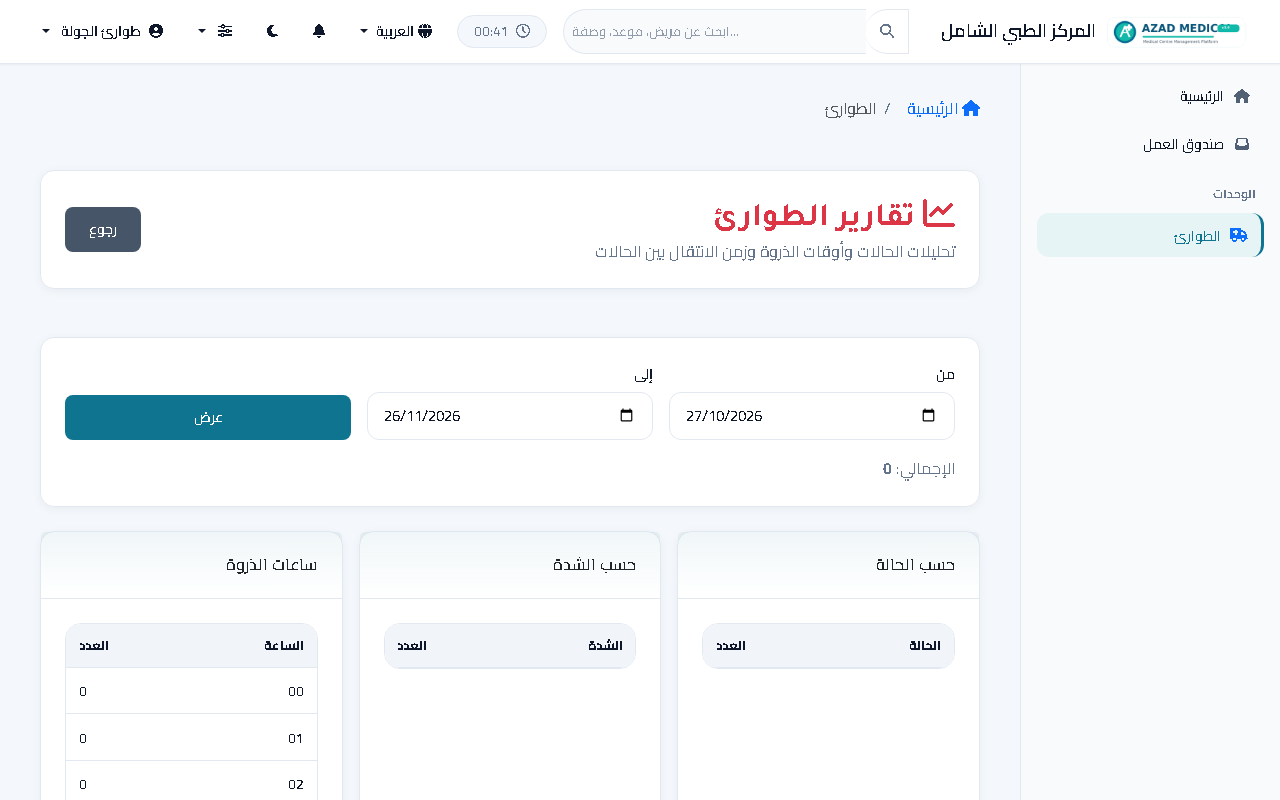 AZAD MEDIC
Medical Centre Management Platform
المركز الطبي الشامل
ابحث عن مريض، موعد، وصفة...
00:41
العربية
طوارئ الجولة
الرئيسية
صندوق العمل
الوحدات
الطوارئ
الرئيسية / الطوارئ
تقارير الطوارئ
تحليلات الحالات وأوقات الذروة وزمن الانتقال بين الحالات
رجوع
من
إلى
27/10/2026
26/11/2026
عرض
الإجمالي: 0
حسب الحالة
الحالة العدد
حسب الشدة
الشدة العدد
ساعات الذروة
الساعة العدد
00 0
01 0
02 0